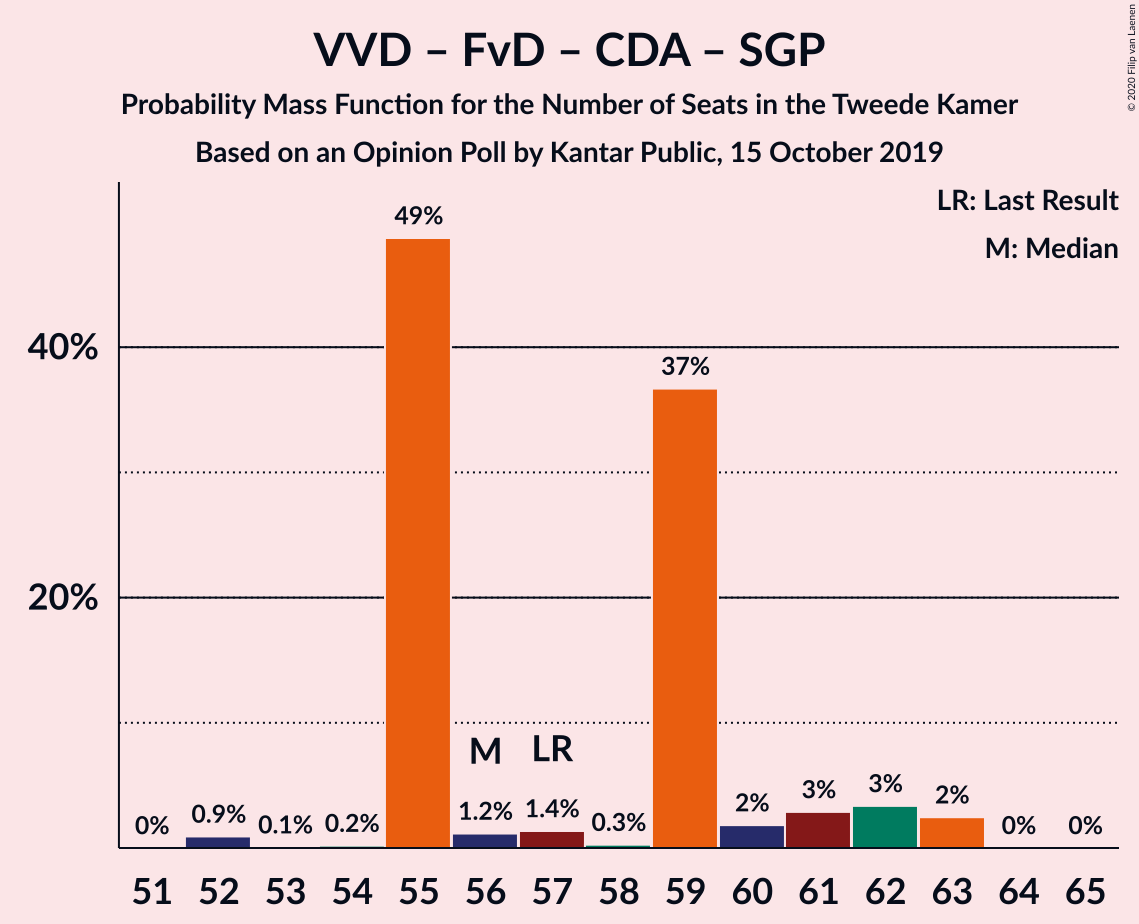 VVD – FvD – CDA – SGP
Probability Mass Function for the Number of Seats in the Tweede Kamer
Based on an Opinion Poll by Kantar Public, 15 October 2019
© 2020 Filip van Laenen
LR: Last Result
M: Median
49%
40%
37%
20%
M LR
0% 0.9% 0.1% 0.2% 1.2% 1.4% 0.3% 2% 3% 3% 2% 0% 0%
51 52 53 54 55 56 57 58 59 60 61 62 63 64 65